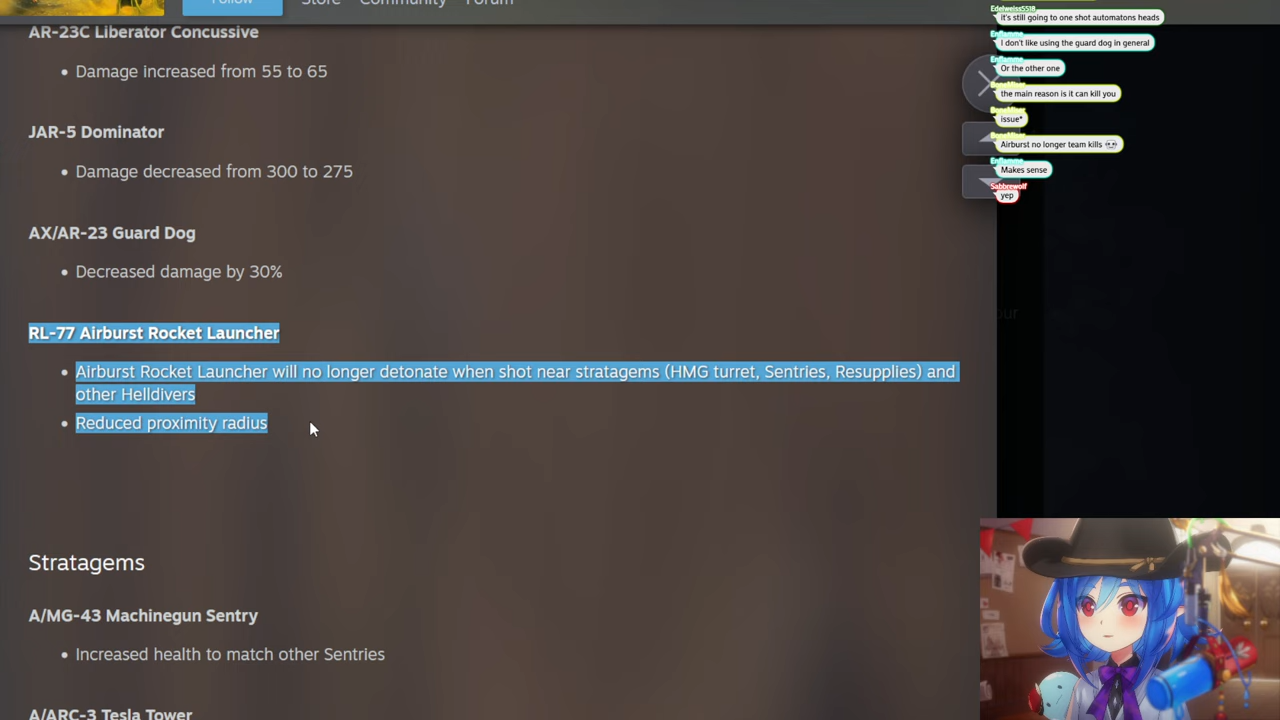 Follow
Store Community Forum
AR-23C Liberator Concussive
Damage increased from 55 to 65
JAR-5 Dominator
Damage decreased from 300 to 275
AX/AR-23 Guard Dog
Decreased damage by 30%
RL-77 Airburst Rocket Launcher
Airburst Rocket Launcher will no longer detonate when shot near stratagems (HMG turret, Sentries, Resupplies) and
other Helldivers
Reduced proximity radius
Stratagems
A/MG-43 Machinegun Sentry
Increased health to match other Sentries
A/ARC-3 Tesla Tower
Edelweiss5518
it's still going to one shot automatons heads
I don't like using the guard dog in general
Or the other one
the main reason is it can kill you
issue*
Airburst no longer team kills
Makes sense
Sabbrewolf
yep